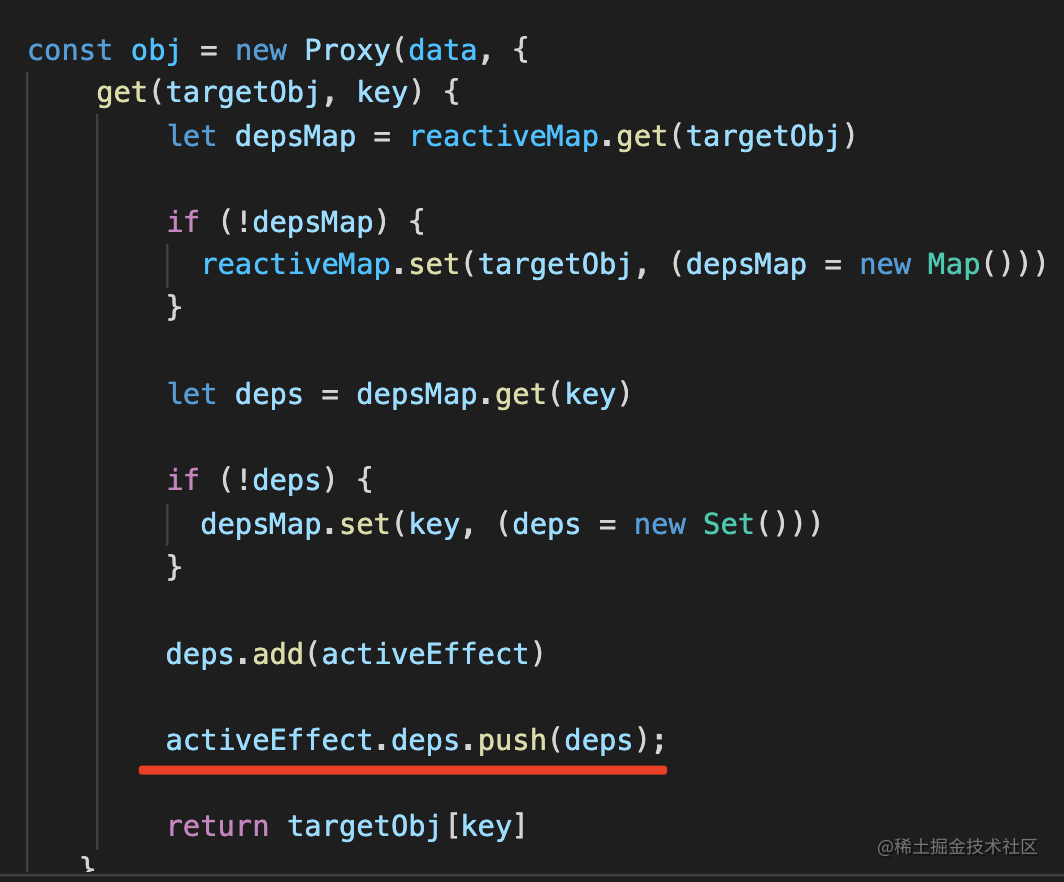 const obj = new Proxy(data, {
get(targetObj, key) {
let depsMap = reactiveMap.get(targetObj)
if (!depsMap) {
reactiveMap.set(targetObj, (depsMap = new Map()))
}
let deps = depsMap.get(key)
if (!deps) {
depsMap.set(key, (deps = new Set()))
}
deps.add(activeEffect)
activeEffect.deps.push(deps);
return targetObj[key]
}
@稀土掘金技术社区